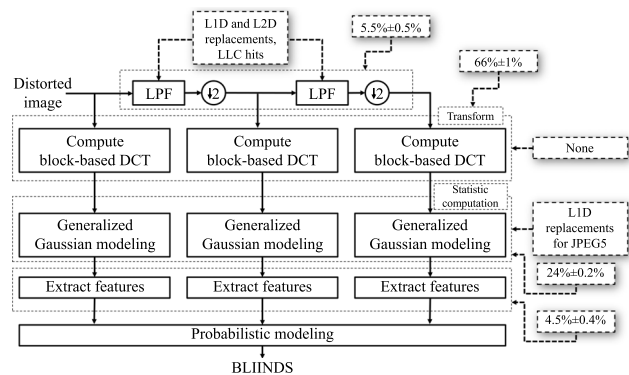 L1D and L2D
replacements,
LLC hits
5.5%±0.5%
66%±1%
Distorted
image
LPF
↓2
LPF
↓2
Transform
Compute
block-based DCT
Compute
block-based DCT
Compute
block-based DCT
None
Statistic
computation
Generalized
Gaussian modeling
Generalized
Gaussian modeling
Generalized
Gaussian modeling
L1D
replacements
for JPEG5
24%±0.2%
Extract features
Extract features
Extract features
4.5%±0.4%
Probabilistic modeling
BLIINDS